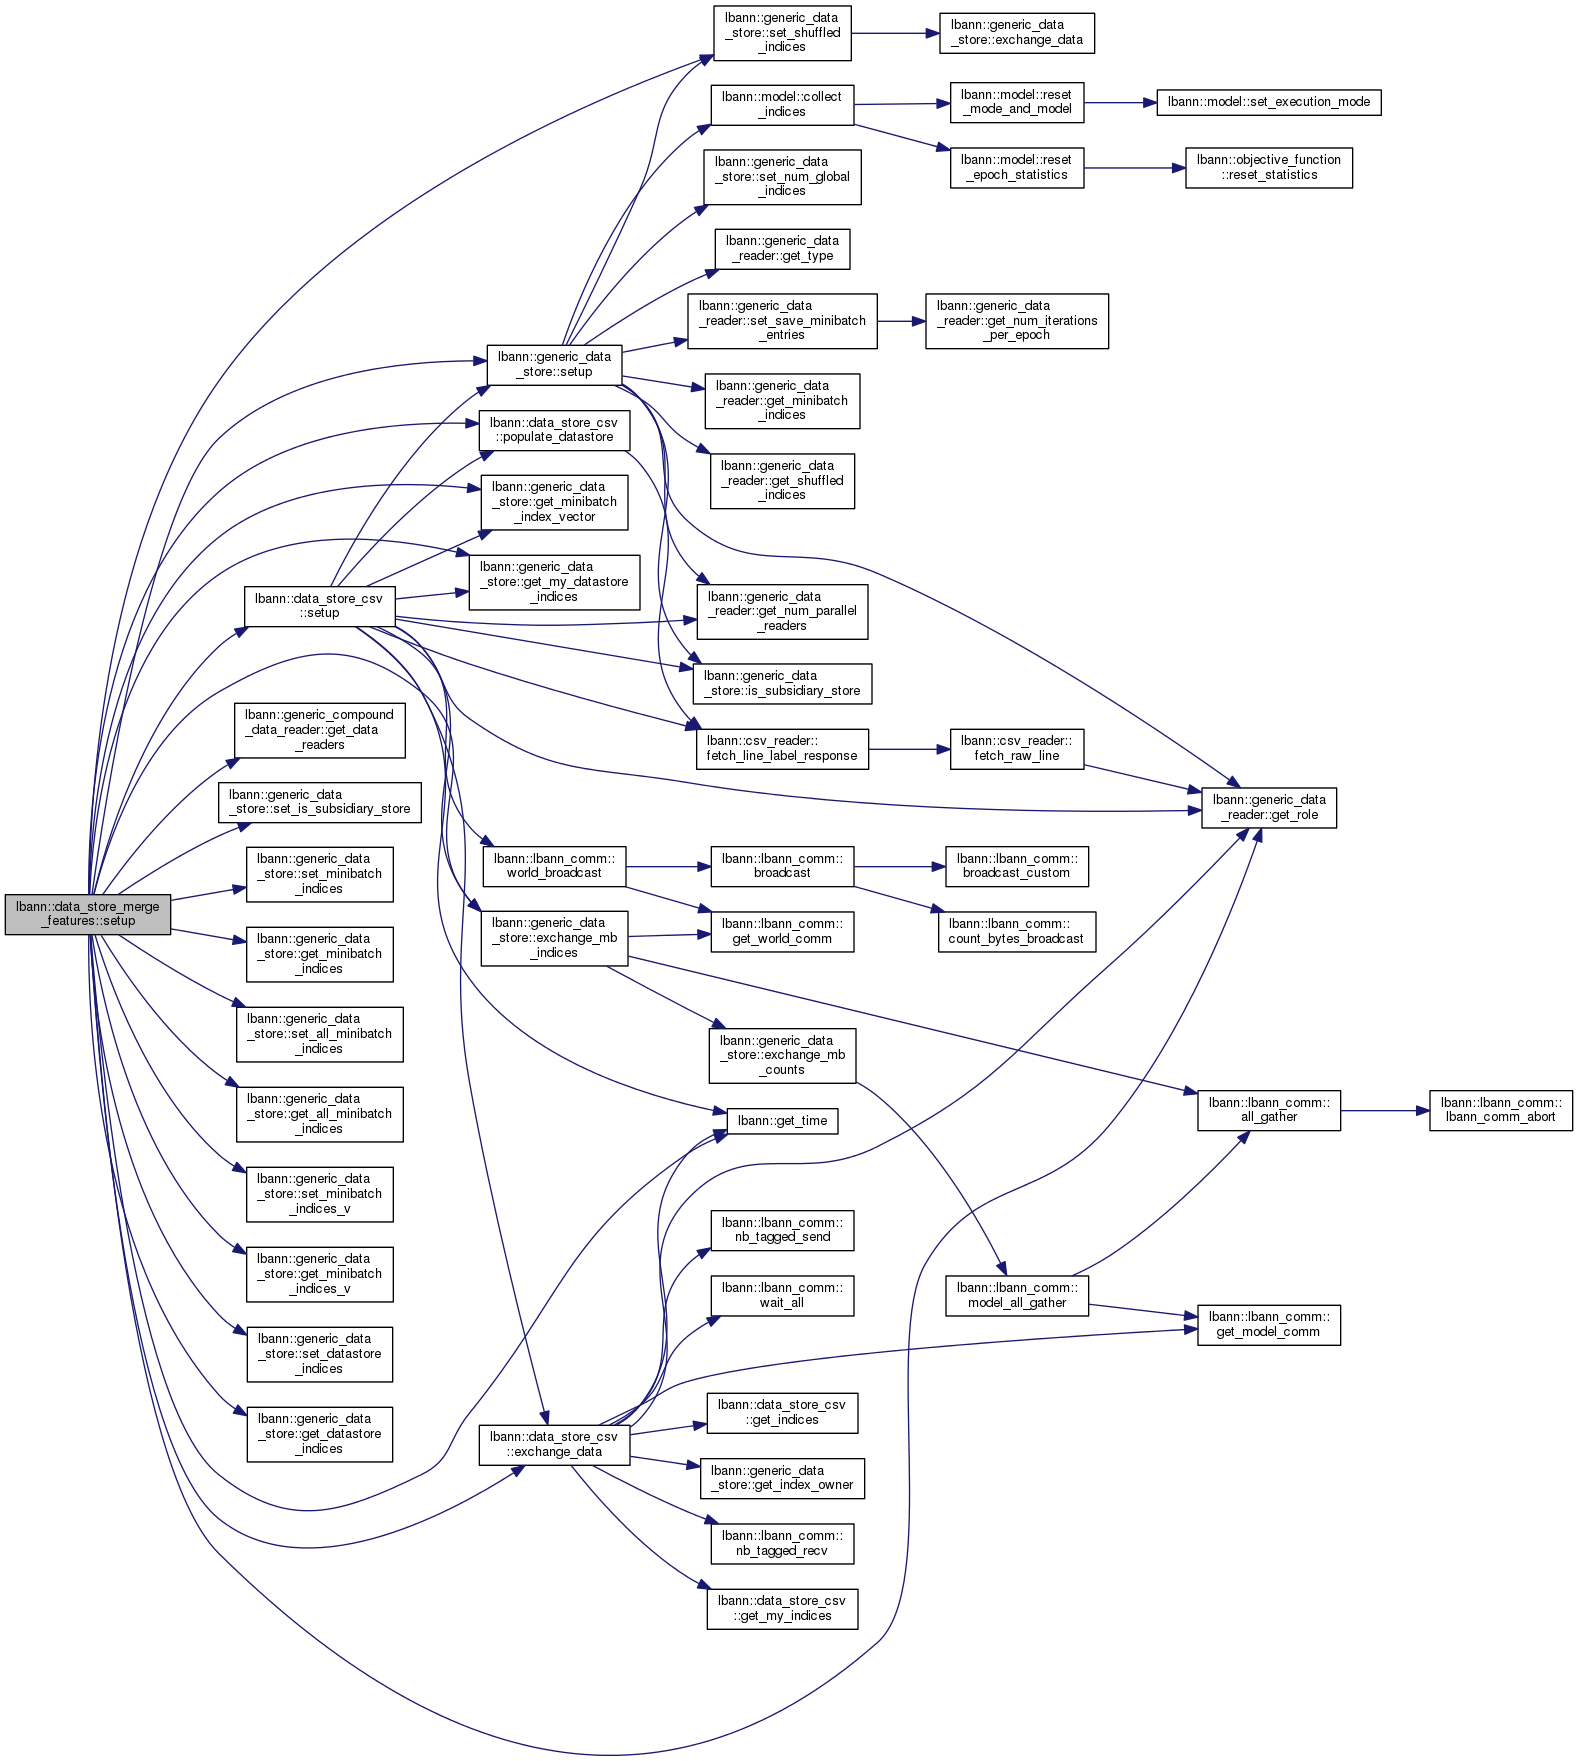 lbann::data_store_merge
_features::setup
lbann::generic_data
_store::set_shuffled
_indices
lbann::generic_data
_store::exchange_data
lbann::model::collect
_indices
lbann::model::reset
_mode_and_model
lbann::model::set_execution_mode
lbann::model::reset
_epoch_statistics
lbann::objective_function
::reset_statistics
lbann::generic_data
_store::set_num_global
_indices
lbann::generic_data
_reader::get_type
lbann::generic_data
_reader::set_save_minibatch
_entries
lbann::generic_data
_reader::get_num_iterations
_per_epoch
lbann::generic_data
_store::setup
lbann::generic_data
_reader::get_minibatch
_indices
lbann::data_store_csv
::populate_datastore
lbann::generic_data
_reader::get_shuffled
_indices
lbann::generic_data
_store::get_minibatch
_index_vector
lbann::generic_data
_store::get_my_datastore
_indices
lbann::data_store_csv
::setup
lbann::generic_data
_reader::get_num_parallel
_readers
lbann::generic_data
_store::is_subsidiary_store
lbann::generic_compound
_data_reader::get_data
_readers
lbann::csv_reader::
fetch_line_label_response
lbann::csv_reader::
fetch_raw_line
lbann::generic_data
_reader::get_role
lbann::generic_data
_store::set_is_subsidiary_store
lbann::generic_data
_store::set_minibatch
_indices
lbann::lbann_comm::
world_broadcast
lbann::lbann_comm::
broadcast
lbann::lbann_comm::
broadcast_custom
lbann::generic_data
_store::exchange_mb
_indices
lbann::lbann_comm::
get_world_comm
lbann::lbann_comm::
count_bytes_broadcast
lbann::generic_data
_store::get_minibatch
_indices
lbann::generic_data
_store::set_all_minibatch
_indices
lbann::generic_data
_store::exchange_mb
_counts
lbann::generic_data
_store::get_all_minibatch
_indices
lbann::get_time
lbann::lbann_comm::
all_gather
lbann::lbann_comm::
lbann_comm_abort
lbann::generic_data
_store::set_minibatch
_indices_v
lbann::lbann_comm::
nb_tagged_send
lbann::generic_data
_store::get_minibatch
_indices_v
lbann::lbann_comm::
wait_all
lbann::lbann_comm::
model_all_gather
lbann::lbann_comm::
get_model_comm
lbann::generic_data
_store::set_datastore
_indices
lbann::generic_data
_store::get_datastore
_indices
lbann::data_store_csv
::exchange_data
lbann::data_store_csv
::get_indices
lbann::generic_data
_store::get_index_owner
lbann::lbann_comm::
nb_tagged_recv
lbann::data_store_csv
::get_my_indices